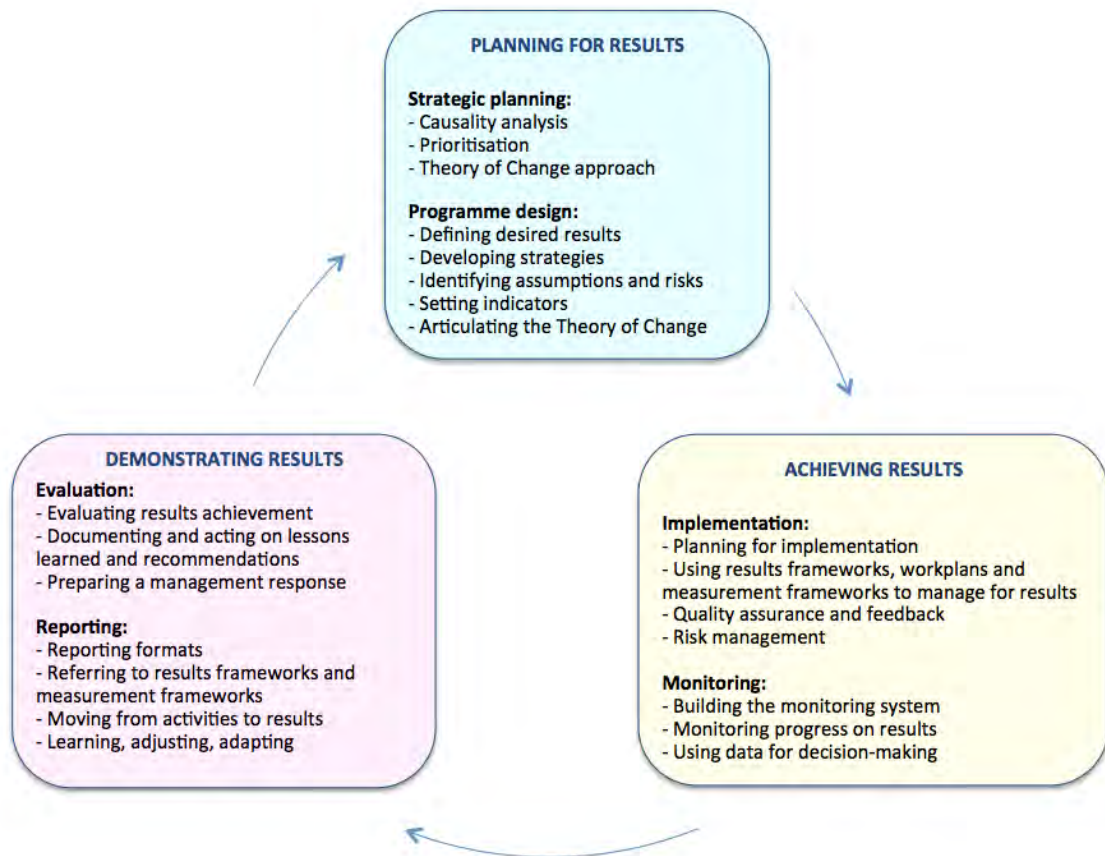 PLANNING FOR RESULTS
Strategic planning:
- Causality analysis
- Prioritisation
- Theory of Change approach
Programme design:
- Defining desired results
- Developing strategies
- Identifying assumptions and risks
- Setting indicators
- Articulating the Theory of Change
DEMONSTRATING RESULTS
Evaluation:
- Evaluating results achievement
- Documenting and acting on lessons
learned and recommendations
- Preparing a management response
Reporting:
- Reporting formats
- Referring to results frameworks and
measurement frameworks
- Moving from activities to results
- Learning, adjusting, adapting
ACHIEVING RESULTS
Implementation:
- Planning for implementation
- Using results frameworks, workplans and
measurement frameworks to manage for results
- Quality assurance and feedback
- Risk management
Monitoring:
- Building the monitoring system
- Monitoring progress on results
- Using data for decision-making